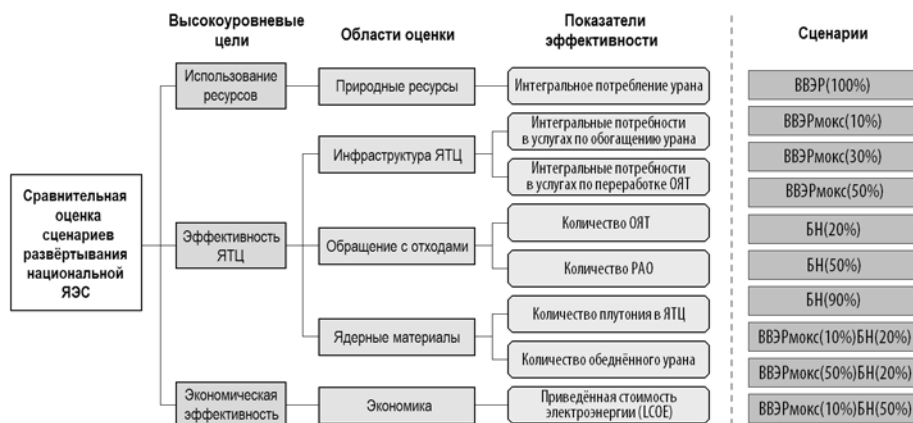 Высокоуровневые
цели
Области оценки
Показатели
эффективности
Сценарии
Сравнительная
оценка
сценариев
развёртывания
национальной
ЯЭС
Использование
ресурсов
Эффективность
ЯТЦ
Экономическая
эффективность
Природные ресурсы
Инфраструктура ЯТЦ
Обращение с отходами
Ядерные материалы
Экономика
Интегральное потребление урана
Интегральные потребности
в услугах по обогащению урана
Интегральные потребности
в услугах по переработке ОЯТ
Количество ОЯТ
Количество РАО
Количество плутония в ЯТЦ
Количество обеднённого урана
Приведённая стоимость
электроэнергии (LCOE)
ВВЭР(100%)
ВВЭРмокс(10%)
ВВЭРмокс(30%)
ВВЭРмокс(50%)
БН(20%)
БН(50%)
БН(90%)
ВВЭРмокс(10%)БН(20%)
ВВЭРмокс(50%)БН(20%)
ВВЭРмокс(10%)БН(50%)